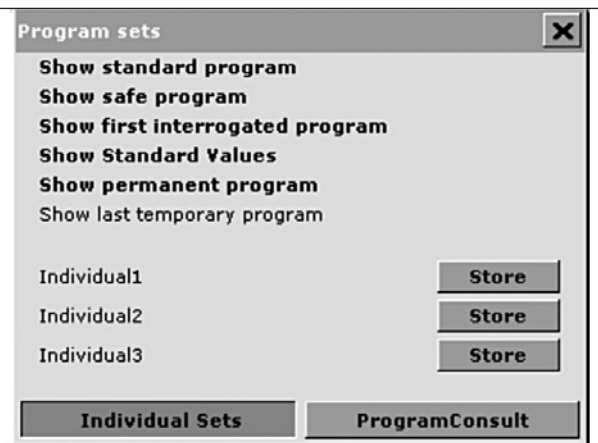 Program sets
Show standard program
Show safe program
Show first interrogated program
Show Standard Values
Show permanent program
Show last temporary program
Individual1 Store
Individual2 Store
Individual3 Store
Individual Sets ProgramConsult